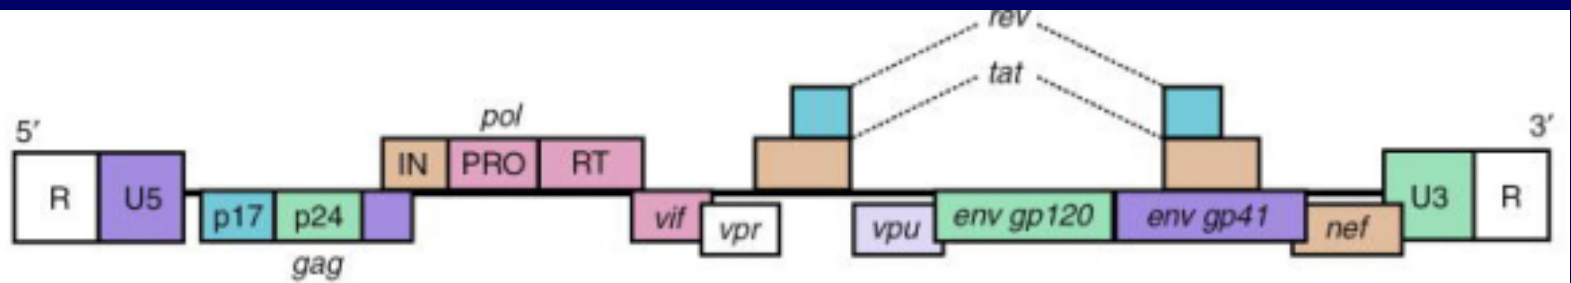 rev
tat
pol
5′
3′
IN PRO RT
R U5
U3 R
p17 p24
vif
vpr
vpu
env gp120
env gp41
nef
gag